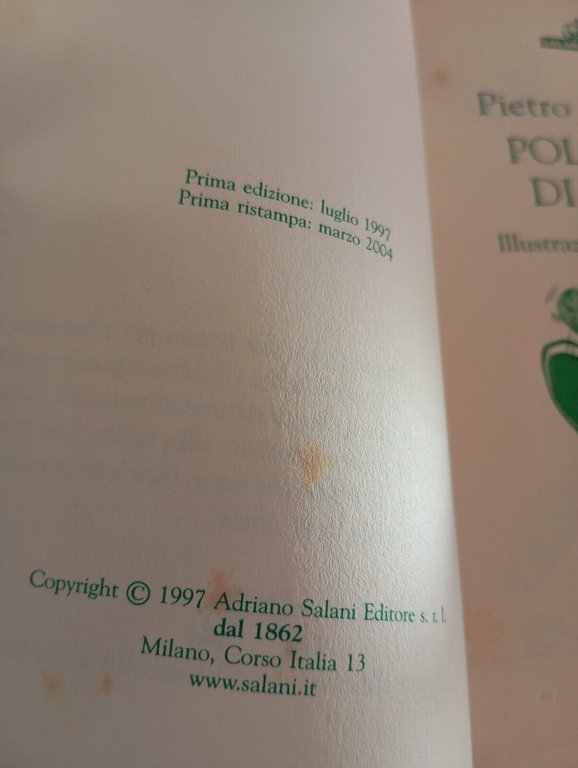 Prima edizione: luglio 1997
Prima ristampa: marzo 2004
Copyright © 1997 Adriano Salani Editore s. r. l.
dal 1862
Milano, Corso Italia 13
www.salani.it
Pietro
POL
DI
Illustraz